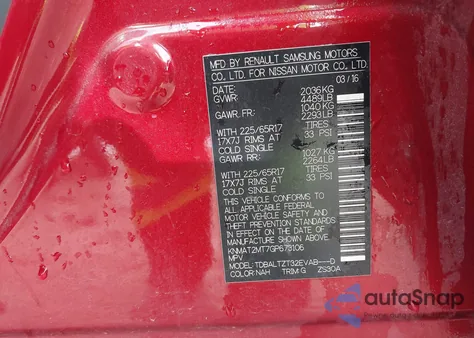 MFD BY RENAULT SAMSUNG MOTORS
CO. LTD. FOR NISSAN MOTOR CO., LTD.
DATE: 03/16
GVWR: 2036KG
4489LB
GAWR FR: 1040KG
2293LB
WITH 225/65R17 TIRES
17X7J RIMS AT 33 PSI
COLD SINGLE
GAWR RR: 1027KG
2264LB
WITH 225/65R17 TIRES
17X7J RIMS AT 33 PSI
COLD SINGLE
THIS VEHICLE CONFORMS TO
ALL APPLICABLE FEDERAL
MOTOR VEHICLE SAFETY AND
THEFT PREVENTION STANDARDS
IN EFFECT ON THE DATE OF
MANUFACTURE SHOWN ABOVE.
KNMAT2MT7GP673106
MPV
MODEL: TDBALTZT32EVAB---D
COLOR: NAH TRIM: G ZS30A
autoSnap
www.autosnap.com